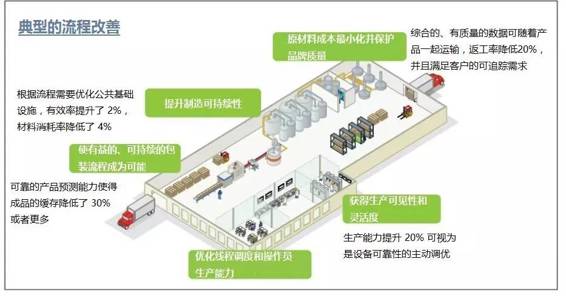 典型的流程改善
原材料成本最小化并保护
品牌质量
综合的、有质量的数据可随着产
品一起运输，返工率降低20%，
并且满足客户的可追踪需求
根据流程需要优化公共基础
设施，有效率提升了 2%，
材料消耗率降低了 4%
提升制造可持续性
使有益的、可持续的包
装流程成为可能
可靠的产品预测能力使得
成品的缓存降低了 30%
或者更多
获得生产可见性和
灵活度
生产能力提升 20% 可视为
是设备可靠性的主动调优
优化线程调度和操作员
生产能力